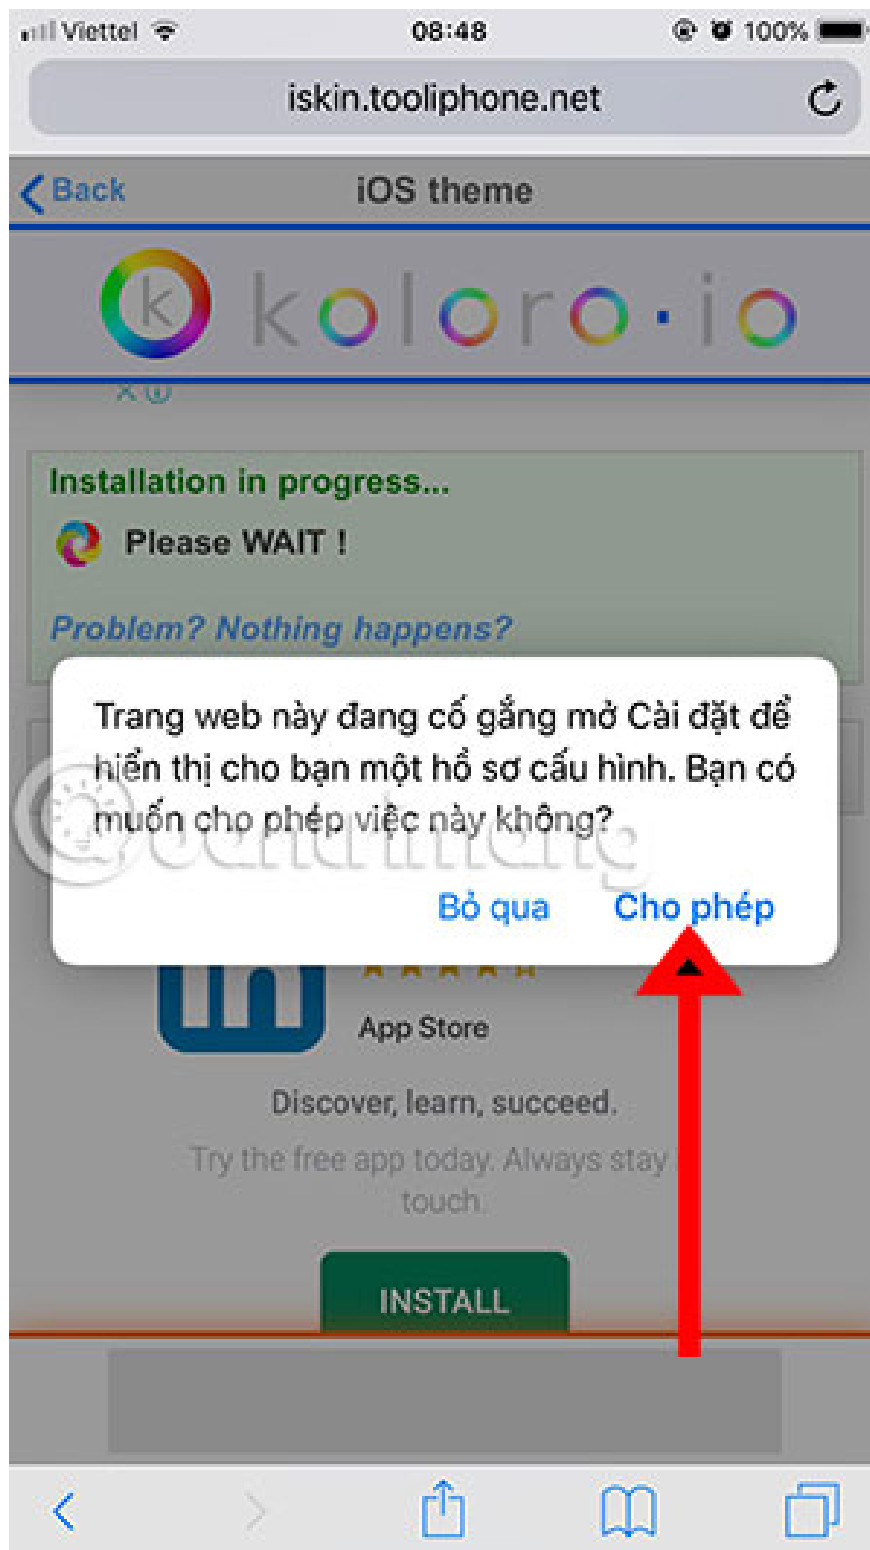 Viettel 08:48 100%
iskin.tooliphone.net
Back iOS theme
k koloro.io
Installation in progress...
Please WAIT !
Problem? Nothing happens?
Trang web này đang cố gắng mở Cài đặt để
hiển thị cho bạn một hồ sơ cấu hình. Bạn có
muốn cho phép việc này không?
Quantrimang
Bỏ qua Cho phép
in
App Store
Discover, learn, succeed.
Try the free app today. Always stay
touch.
INSTALL